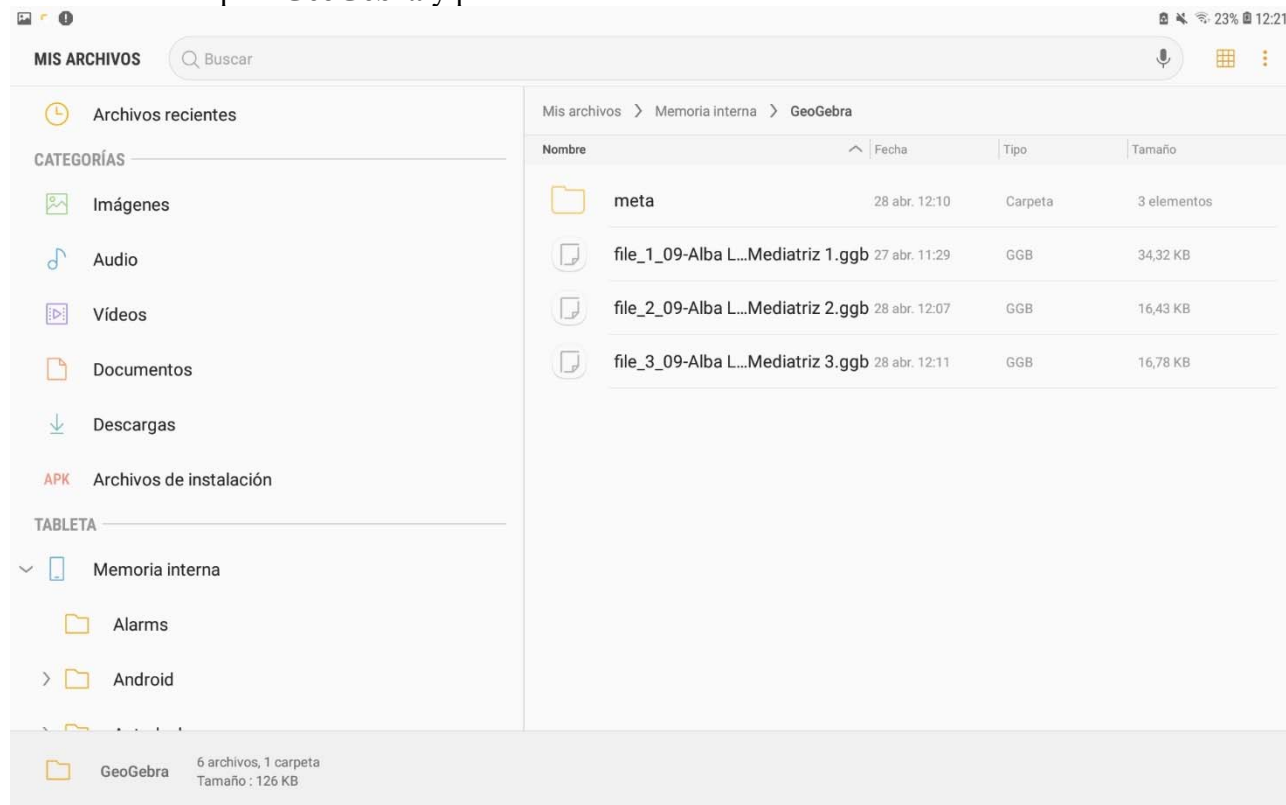 GeoGebra y p
23% 12:21
MIS ARCHIVOS
Buscar
Archivos recientes
CATEGORÍAS
Imágenes
Audio
Vídeos
Documentos
Descargas
APK Archivos de instalación
TABLETA
Memoria interna
Alarms
Android
Mis archivos > Memoria interna > GeoGebra
Nombre Fecha Tipo Tamaño
meta 28 abr. 12:10 Carpeta 3 elementos
file_1_09-Alba L...Mediatriz 1.ggb 27 abr. 11:29 GGB 34,32 KB
file_2_09-Alba L...Mediatriz 2.ggb 28 abr. 12:07 GGB 16,43 KB
file_3_09-Alba L...Mediatriz 3.ggb 28 abr. 12:11 GGB 16,78 KB
GeoGebra
6 archivos, 1 carpeta
Tamaño : 126 KB